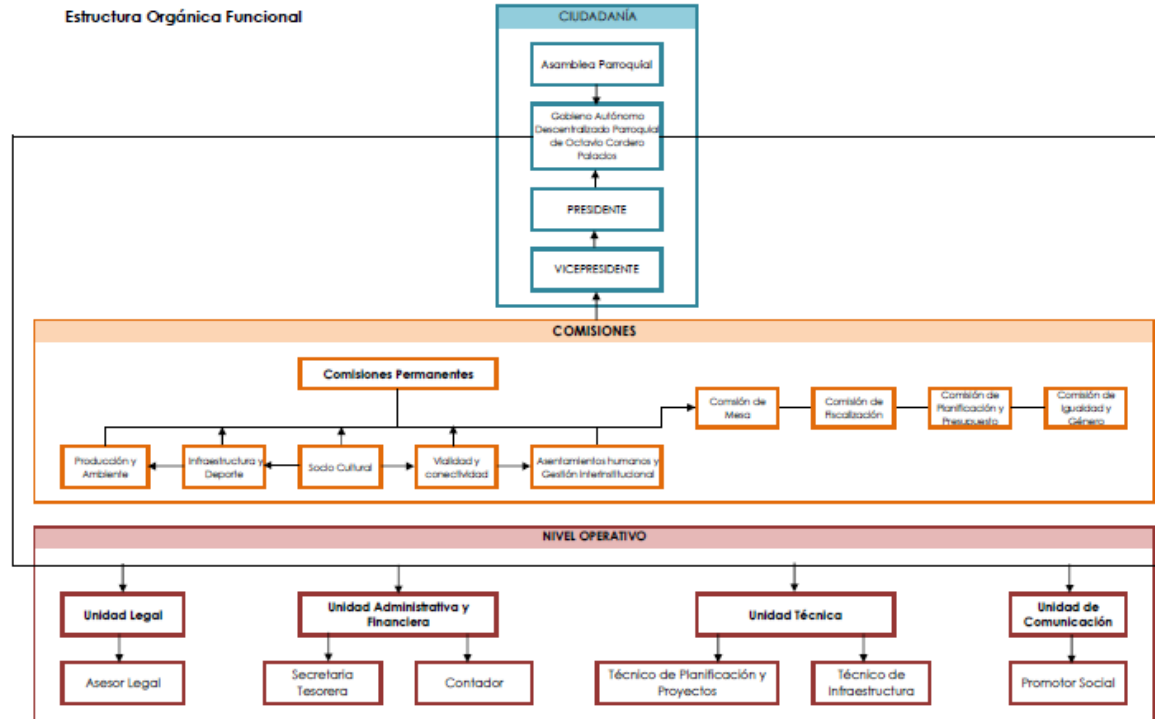 Estructura Orgánica Funcional
CIUDADANÍA
Asamblea Parroquial
Gobieno Autónomo
Descentralizado Parroquial
de Octavio Cordero
Palacios
PRESIDENTE
VICEPRESIDENTE
COMISIONES
Comisiones Permanentes
Comisión de
Mesa
Comisión de
Fiscalización
Comisión de
Planificación y
Presupuesto
Comisión de
Igualdad y
Género
Producción y
Ambiente
Infraestructura y
Deporte
Socio Cultural
Vialidad y
conectividad
Asentamientos humanos y
Gestión Interinstitucional
NIVEL OPERATIVO
Unidad Legal
Unidad Administrativa y
Financiera
Unidad Técnica
Unidad de
Comunicación
Asesor Legal
Secretaria
Tesorera
Contador
Técnico de Planificación y
Proyectos
Técnico de
Infraestructura
Promotor Social